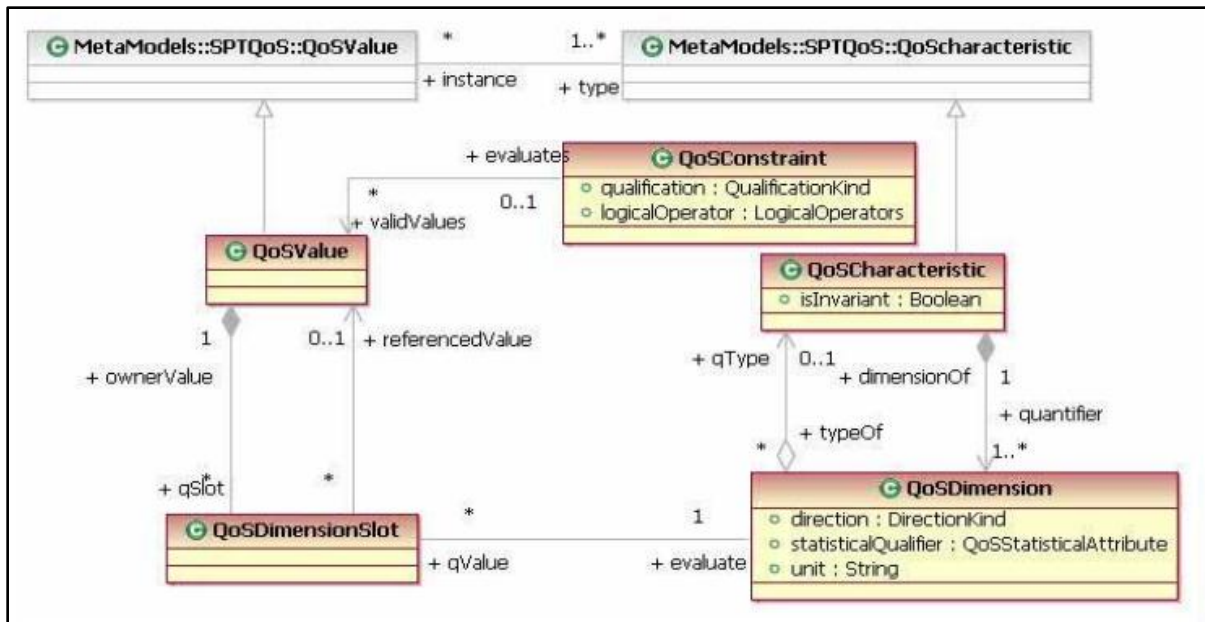 MetaModels::SPTQoS::QoSValue
*
1..*
MetaModels::SPTQoS::QoScharacteristic
+ instance
+ type
+ evaluates
QoSConstraint
qualification : QualificationKind
logicalOperator : LogicalOperators
*
0..1
+ validValues
QoSValue
QoSCharacteristic
isInvariant : Boolean
1
0..1
+ referencedValue
+ qType
0..1
+ ownerValue
+ dimensionOf
1
+ quantifier
+ typeOf
*
1..*
*
+ qSlot
*
QoSDimensionSlot
*
1
+ qValue
+ evaluate
QoSDimension
direction : DirectionKind
statisticalQualifier : QoSStatisticalAttribute
unit : String